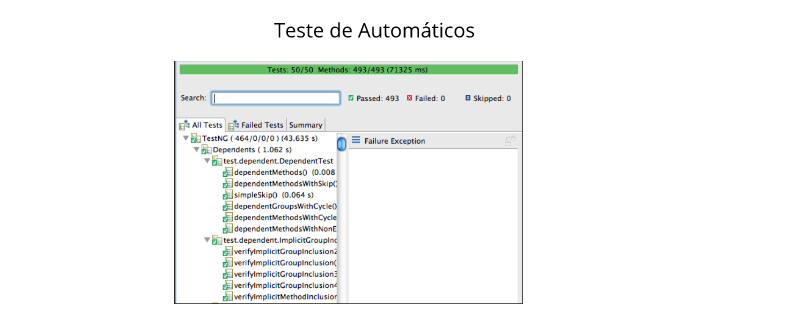 Teste de Automáticos
Tests: 50/50 Methods: 493/493 (71325 ms)
Search: Passed: 493 Failed: 0 Skipped: 0
All Tests Failed Tests Summary
TestNG ( 464/0/0/0 ) (43.635 s)
Failure Exception
Dependents ( 1.062 s)
test.dependent.DependentTest
dependentMethods() (0.008
dependentMethodsWithSkip()
simpleSkip() (0.064 s)
dependentGroupsWithCycle()
dependentMethodsWithCycle
dependentMethodsWithNonE
test.dependent.ImplicitGroupInc
verifyImplicitGroupInclusion2
verifyImplicitGroupInclusion(
verifyImplicitGroupInclusion3
verifyImplicitGroupInclusion4
verifyImplicitMethodInclusion